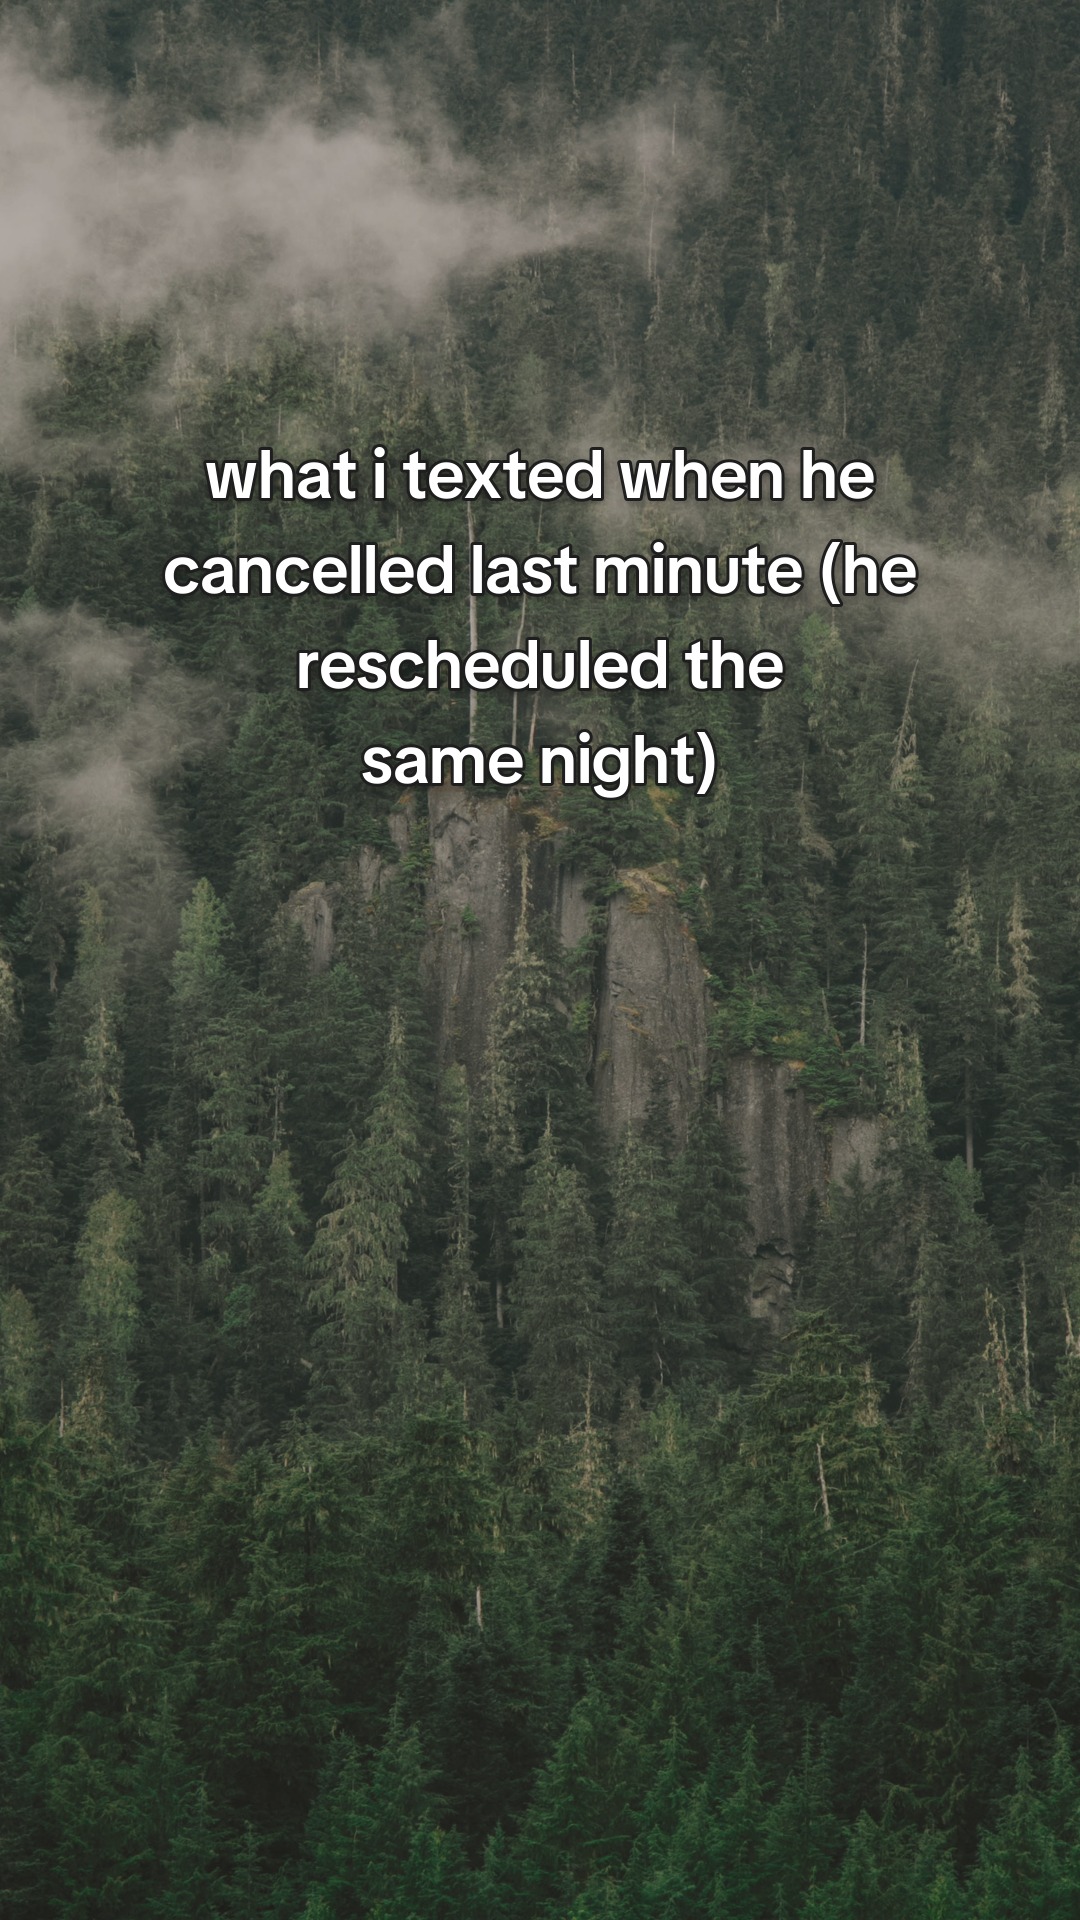 what i texted when he
cancelled last minute (he
rescheduled the
same night)